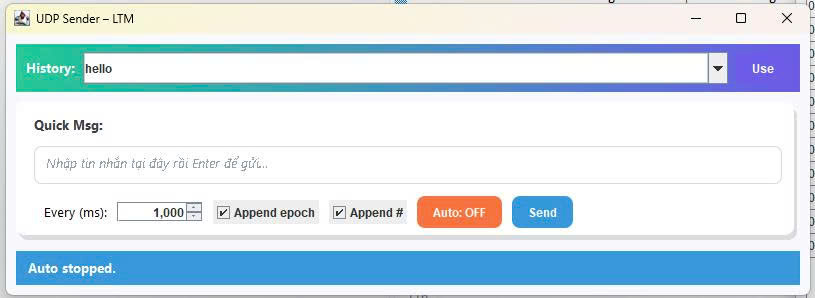 UDP Sender – LTM
History: hello Use
Quick Msg:
Nhập tin nhắn tại đây rồi Enter để gửi...
Every (ms): 1,000 Append epoch Append # Auto: OFF Send
Auto stopped.